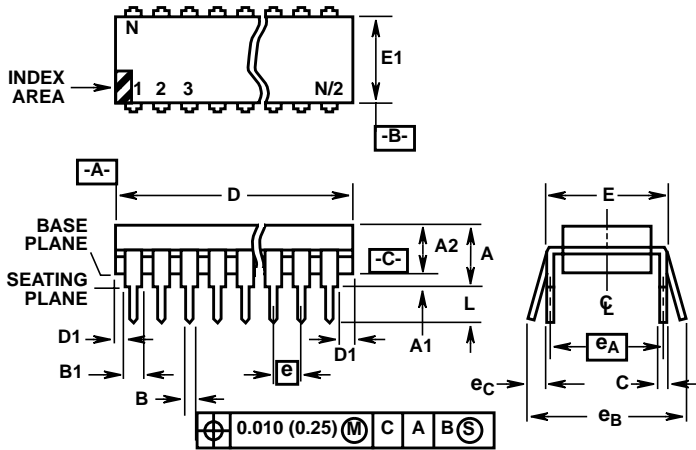 N
E1
INDEX
AREA
1 2 3 N/2
-B-
-A-
D
E
BASE
PLANE
A2
A
-C-
SEATING
PLANE
L
C L
D1
D1
A1
eA
B1
e
eC
C
B
eB
0.010 (0.25) M C A B S